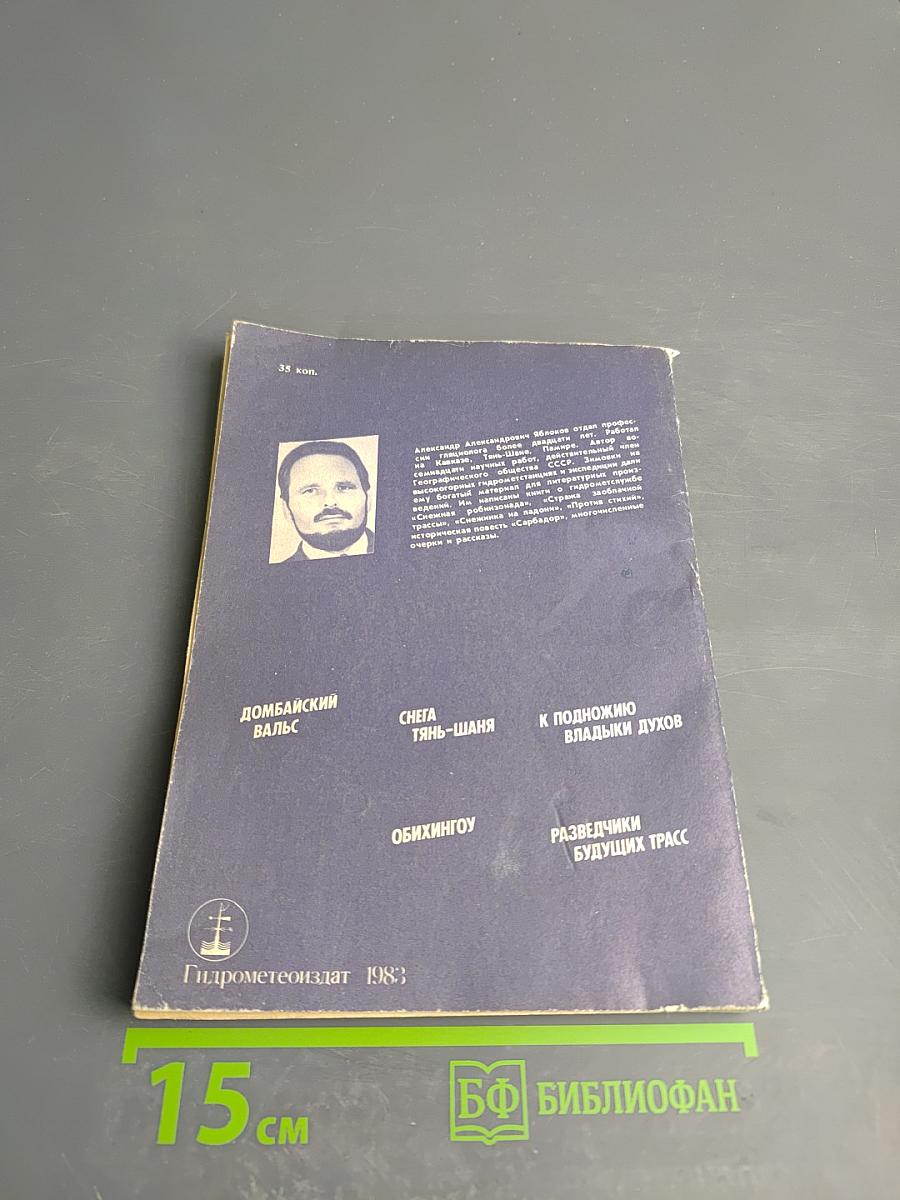 35 коп.
Александр Александрович Яблоков отдал профес-
сии гляциолога более двадцати лет. Работал
на Кавказе, Тянь-Шане, Памире. Автор во-
семнадцати научных работ, действительный член
Географического общества СССР. Зимовки на
высокогорных гидрометстанциях и экспедиции дали
ему богатый материал для литературных произ-
ведений. Им написаны книги о гидрометслужбе
«Снежная робинзонада», «Стража заоблачной
трассы», «Снежинка на ладони», «Против стихий»,
историческая повесть «Сарбадор», многочисленные
очерки и рассказы.
ДОМБАЙСКИЙ
ВАЛЬС
СНЕГА
ТЯНЬ-ШАНЯ
К ПОДНОЖИЮ
ВЛАДЫКИ ДУХОВ
ОБИХИНГОУ
РАЗВЕДЧИКИ
БУДУЩИХ ТРАСС
Гидрометеоиздат 1983
15 см
БФ БИБЛИОФАН